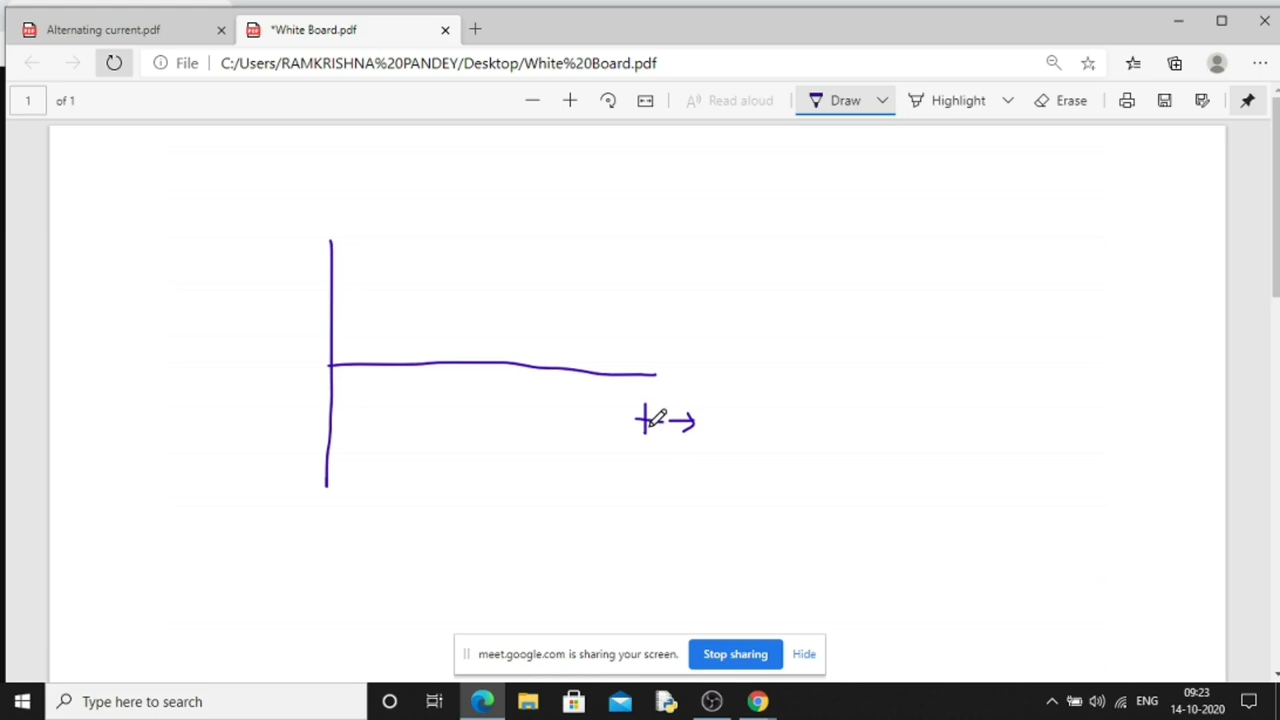 Alternating current.pdf
*White Board.pdf
File
C:/Users/RAMKRISHNA%20PANDEY/Desktop/White%20Board.pdf
1 of 1
Read aloud
Draw
Highlight
Erase
meet.google.com is sharing your screen.
Stop sharing
Hide
Type here to search
ENG
09:23
14-10-2020